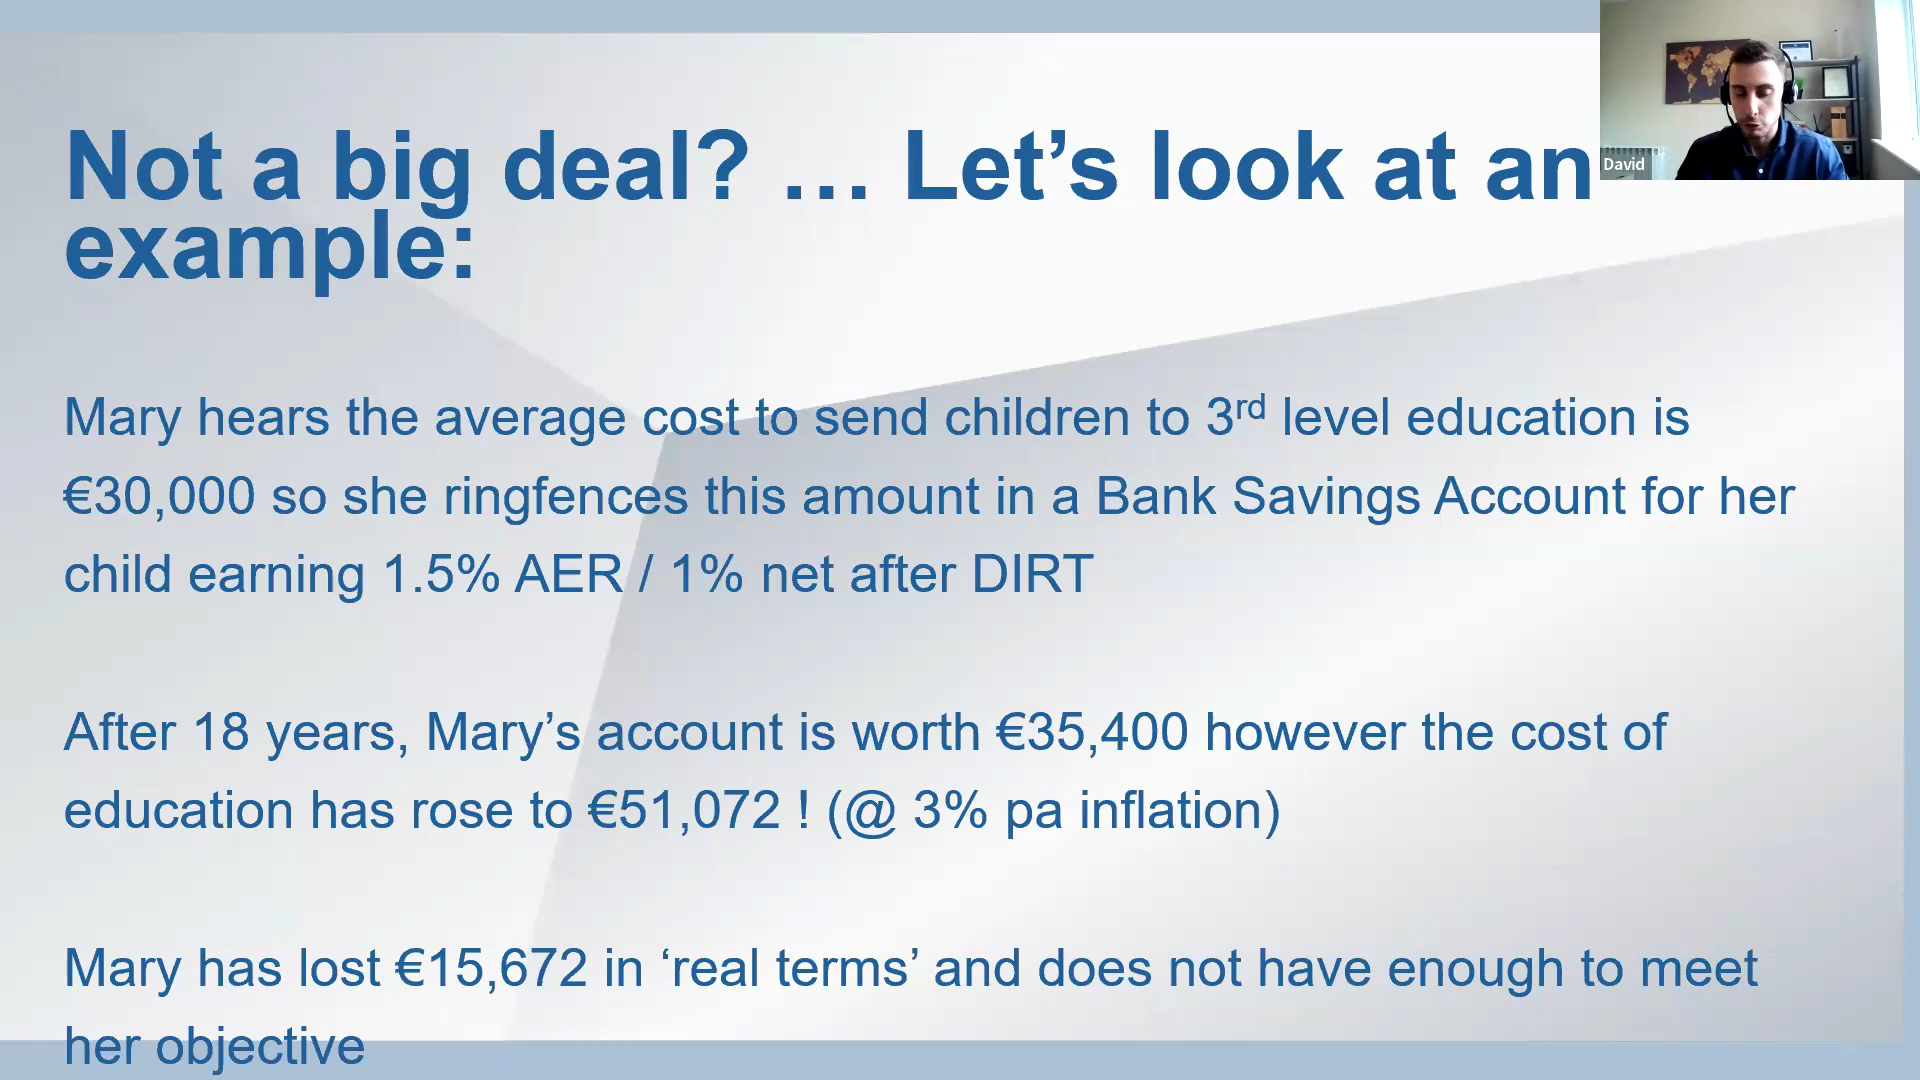 Not a big deal? … Let’s look at an
example:
David
Mary hears the average cost to send children to 3rd level education is
€30,000 so she ringfences this amount in a Bank Savings Account for her
child earning 1.5% AER / 1% net after DIRT
After 18 years, Mary’s account is worth €35,400 however the cost of
education has rose to €51,072 ! (@ 3% pa inflation)
Mary has lost €15,672 in ‘real terms’ and does not have enough to meet
her objective